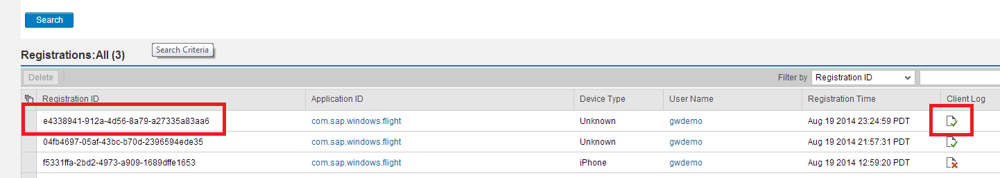 Search
Registrations:All (3)
Search Criteria
Delete
Filter by Registration ID
Registration ID Application ID Device Type User Name Registration Time Client Log
e4338941-912a-4d56-8a79-a27335a83aa6 com.sap.windows.flight Unknown gwdemo Aug 19 2014 23:24:59 PDT
04fb4697-05af-43bc-b70d-2396594ede35 com.sap.windows.flight Unknown gwdemo Aug 19 2014 21:57:31 PDT
f5331ffa-2bd2-4973-a909-1689dffe1653 com.sap.windows.flight iPhone gwdemo Aug 19 2014 12:59:20 PDT